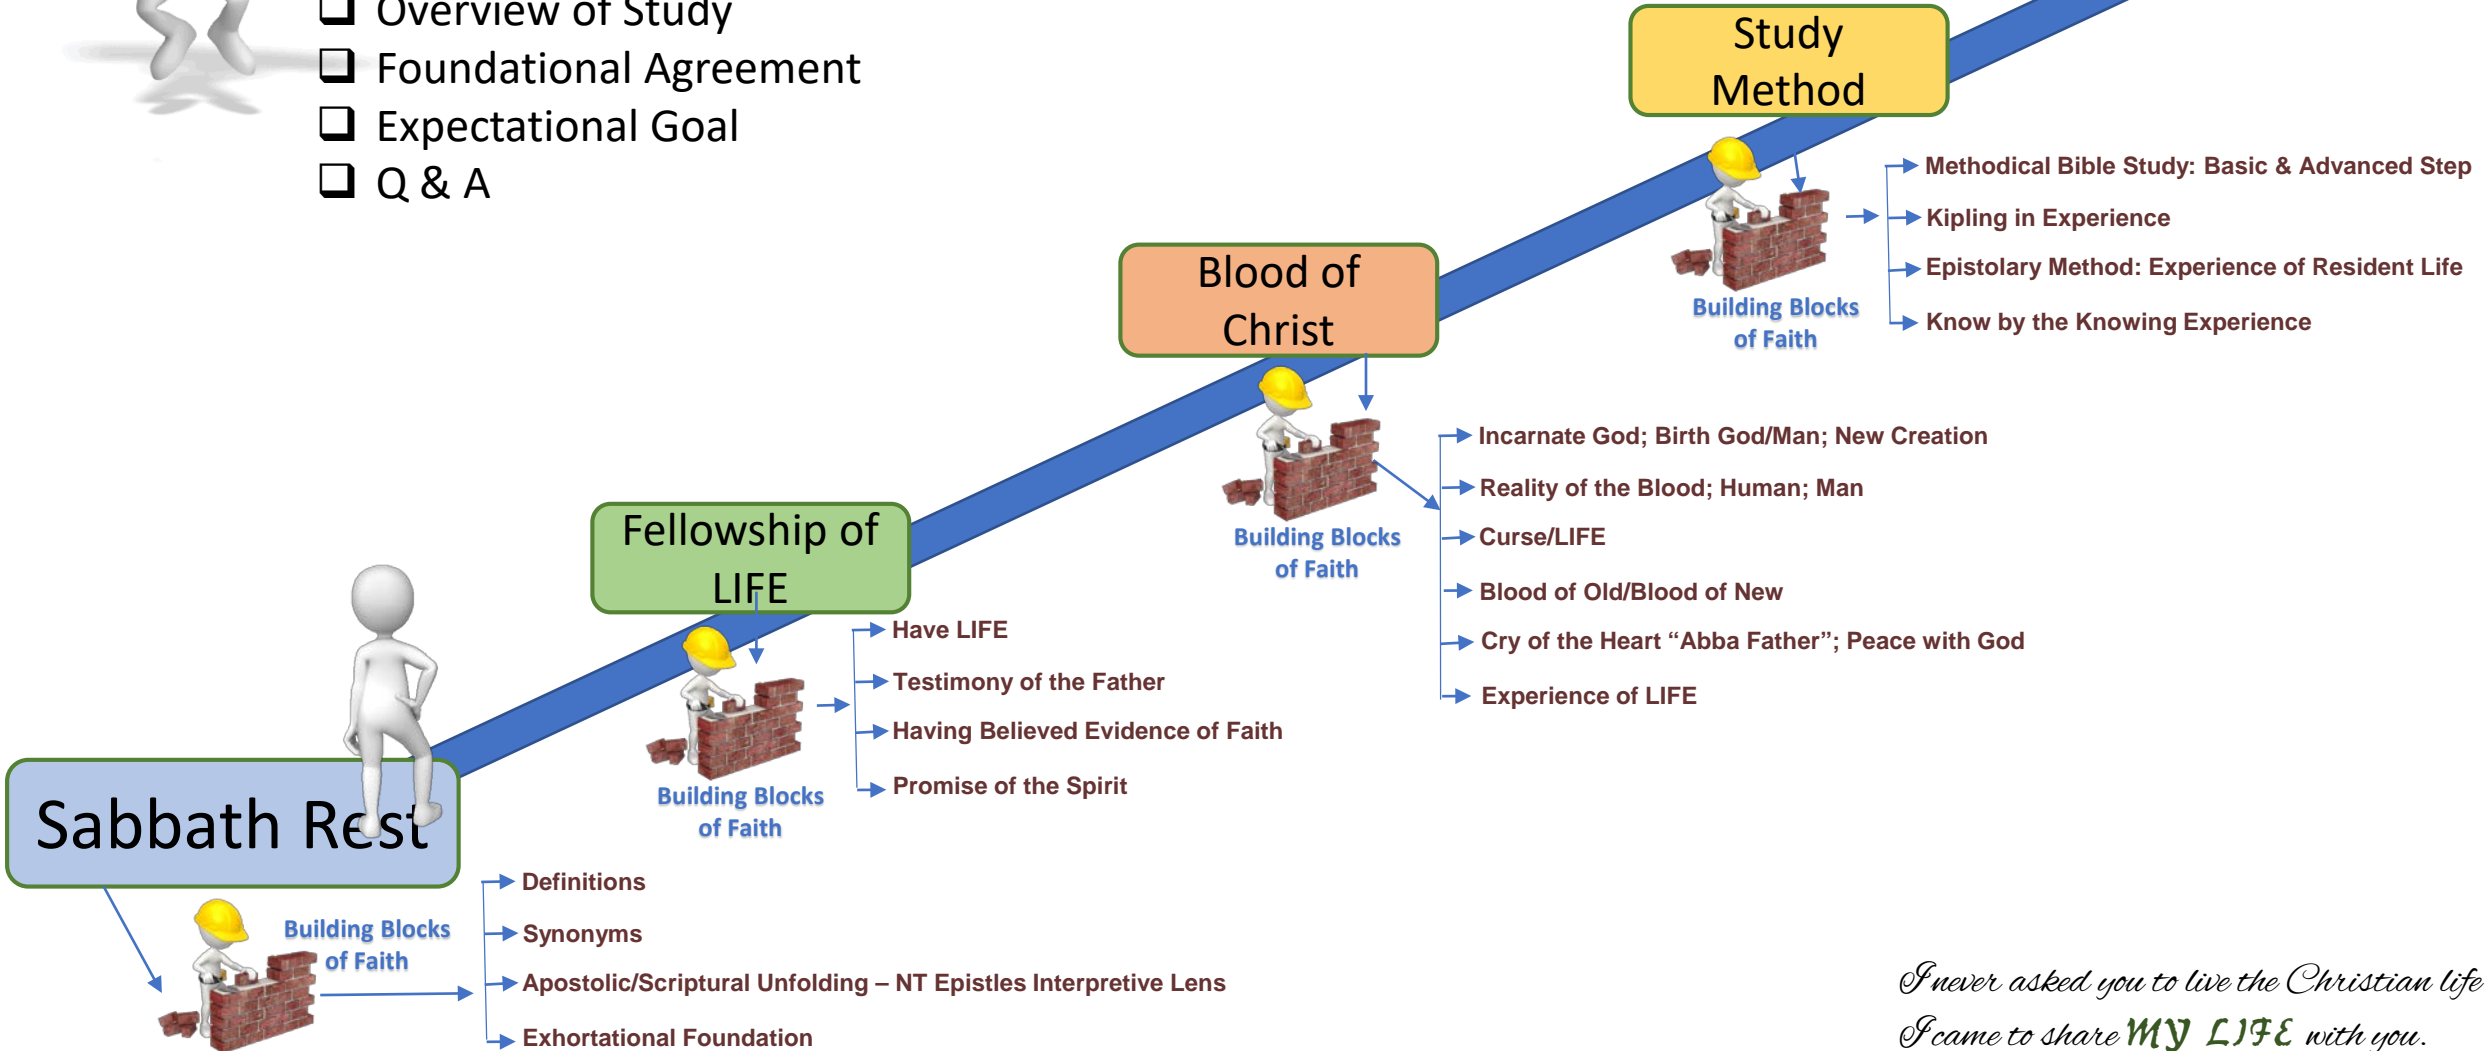 Overview of Study
Foundational Agreement
Expectational Goal
Q & A
Study
Method
Building Blocks
of Faith
Methodical Bible Study: Basic & Advanced Step
Kipling in Experience
Epistolary Method: Experience of Resident Life
Know by the Knowing Experience
Blood of
Christ
Building Blocks
of Faith
Incarnate God; Birth God/Man; New Creation
Reality of the Blood; Human; Man
Curse/LIFE
Blood of Old/Blood of New
Cry of the Heart “Abba Father”; Peace with God
Experience of LIFE
Fellowship of
LIFE
Building Blocks
of Faith
Have LIFE
Testimony of the Father
Having Believed Evidence of Faith
Promise of the Spirit
Sabbath Rest
Building Blocks
of Faith
Definitions
Synonyms
Apostolic/Scriptural Unfolding – NT Epistles Interpretive Lens
Exhortational Foundation
I never asked you to live the Christian life
I came to share MY LIFE with you.